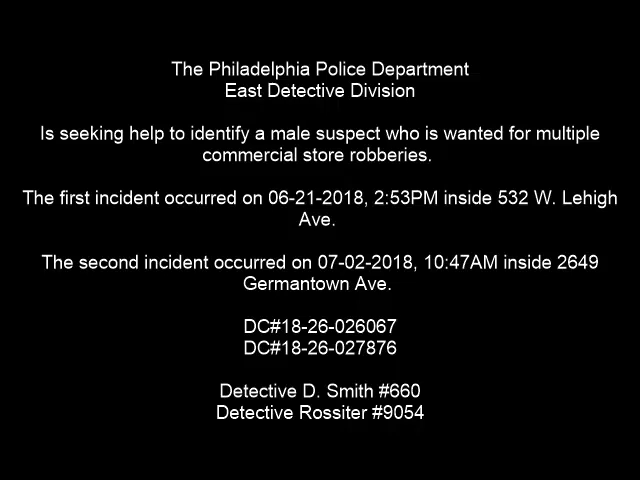 The Philadelphia Police Department
East Detective Division
Is seeking help to identify a male suspect who is wanted for multiple
commercial store robberies.
The first incident occurred on 06-21-2018, 2:53PM inside 532 W. Lehigh
Ave.
The second incident occurred on 07-02-2018, 10:47AM inside 2649
Germantown Ave.
DC#18-26-026067
DC#18-26-027876
Detective D. Smith #660
Detective Rossiter #9054